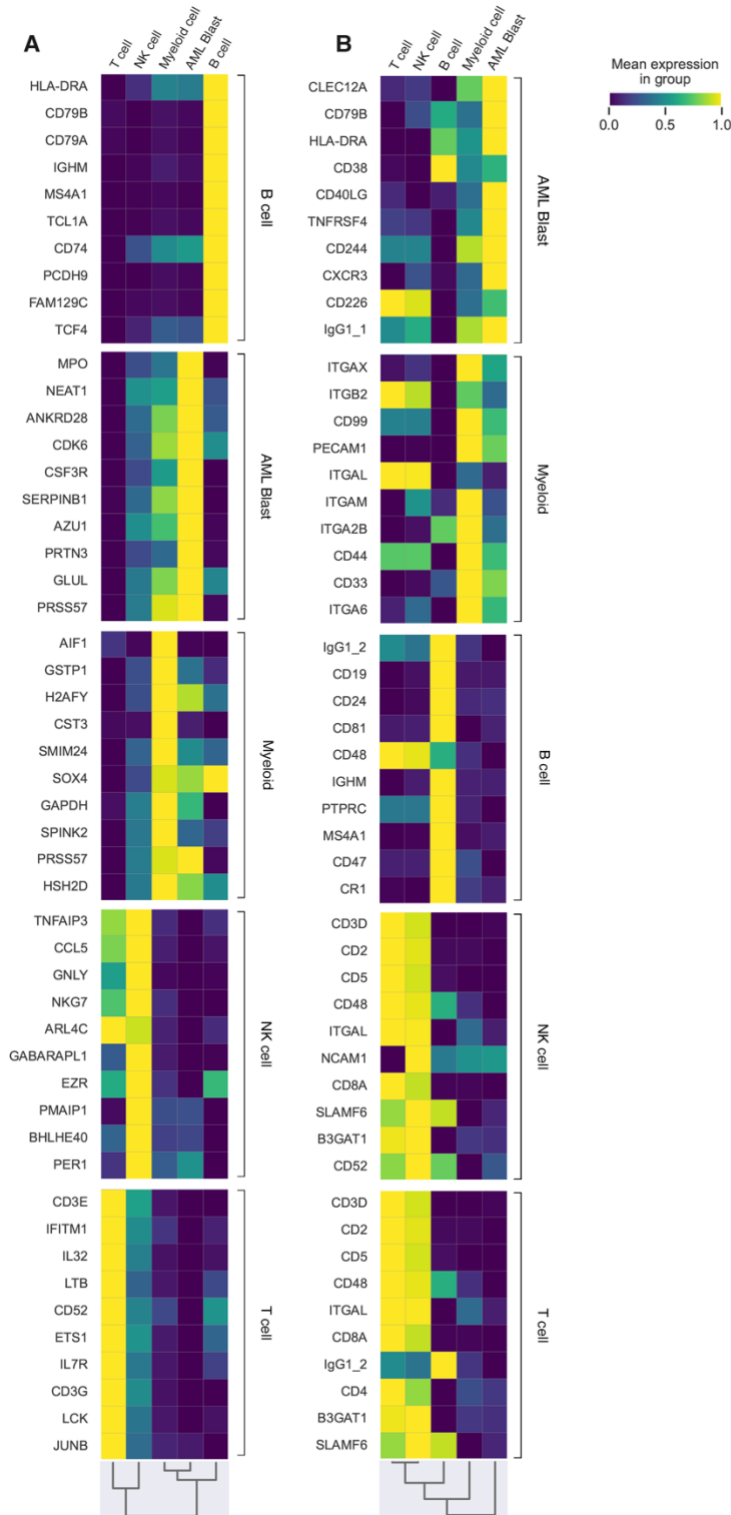 A
T cell
NK cell
Myeloid cell
AML Blast
B cell
HLA-DRA
CD79B
CD79A
IGHM
MS4A1
TCL1A
CD74
PCDH9
FAM129C
TCF4
B cell
MPO
NEAT1
ANKRD28
CDK6
CSF3R
SERPINB1
AZU1
PRTN3
GLUL
PRSS57
AML Blast
AIF1
GSTP1
H2AFY
CST3
SMIM24
SOX4
GAPDH
SPINK2
PRSS57
HSH2D
Myeloid
TNFAIP3
CCL5
GNLY
NKG7
ARL4C
GABARAPL1
EZR
PMAIP1
BHLHE40
PER1
NK cell
CD3E
IFITM1
IL32
LTB
CD52
ETS1
IL7R
CD3G
LCK
JUNB
T cell
B
T cell
NK cell
B cell
Myeloid cell
AML Blast
CLEC12A
CD79B
HLA-DRA
CD38
CD40LG
TNFRSF4
CD244
CXCR3
CD226
IgG1_1
AML Blast
ITGAX
ITGB2
CD99
PECAM1
ITGAL
ITGAM
ITGA2B
CD44
CD33
ITGA6
Myeloid
IgG1_2
CD19
CD24
CD81
CD48
IGHM
PTPRC
MS4A1
CD47
CR1
B cell
CD3D
CD2
CD5
CD48
ITGAL
NCAM1
CD8A
SLAMF6
B3GAT1
CD52
NK cell
CD3D
CD2
CD5
CD48
ITGAL
CD8A
IgG1_2
CD4
B3GAT1
SLAMF6
T cell
Mean expression
in group
0.0 0.5 1.0